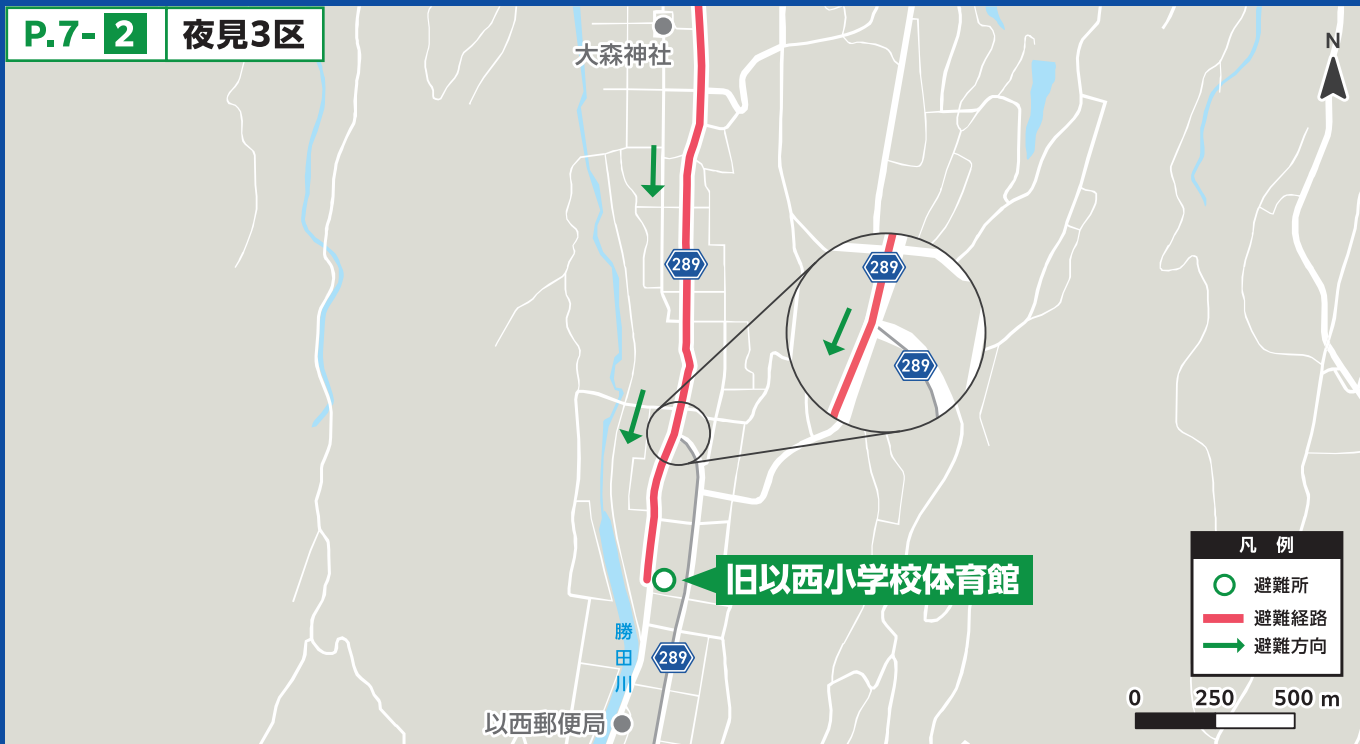 P.7-2 夜見3区
大森神社
N
289
289
289
旧以西小学校体育館
勝田川
289
以西郵便局
凡 例
避難所
避難経路
避難方向
0 250 500 m